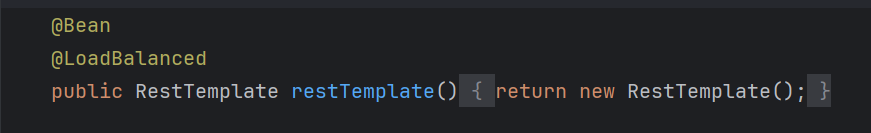 @Bean
@LoadBalanced
public RestTemplate restTemplate() { return new RestTemplate(); }